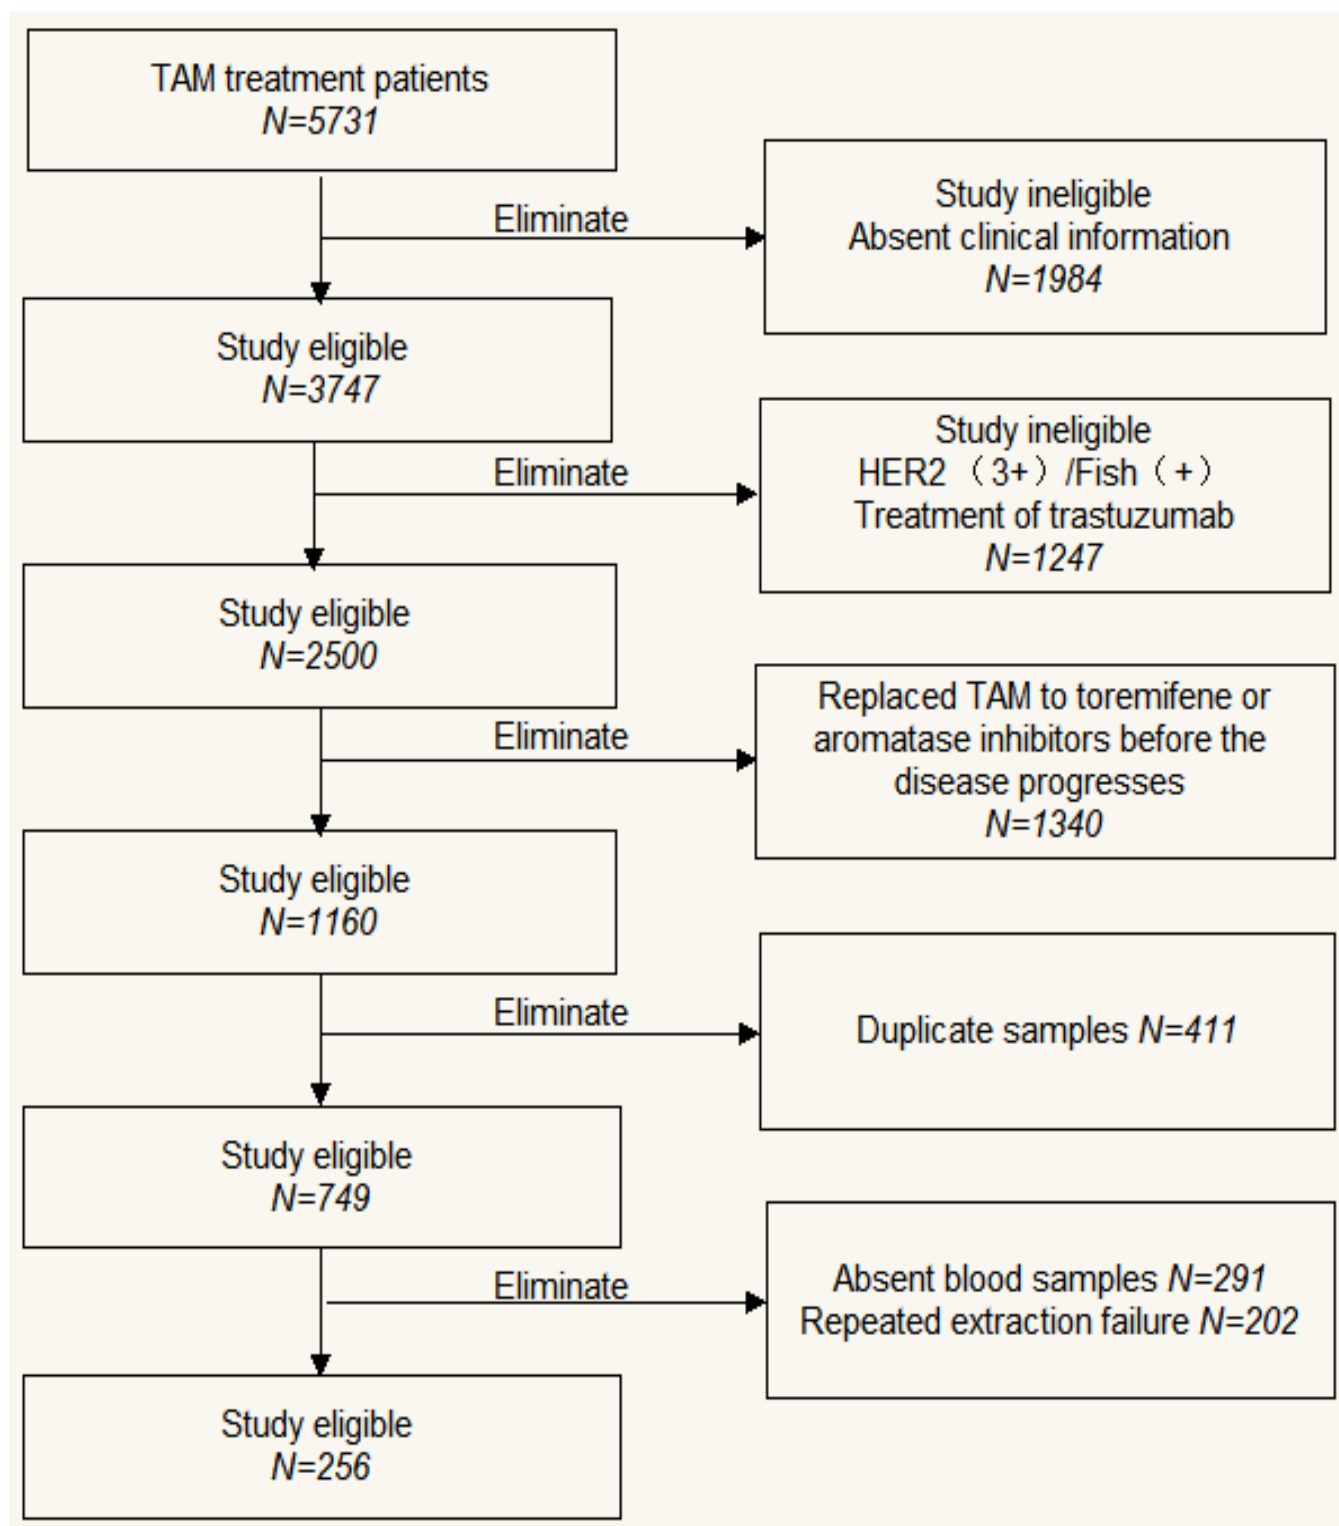 TAM treatment patients
N=5731
Eliminate
Study ineligible
Absent clinical information
N=1984
Study eligible
N=3747
Eliminate
Study ineligible
HER2（3+）/Fish（+）
Treatment of trastuzumab
N=1247
Study eligible
N=2500
Eliminate
Replaced TAM to toremifene or
aromatase inhibitors before the
disease progresses
N=1340
Study eligible
N=1160
Eliminate
Duplicate samples N=411
Study eligible
N=749
Eliminate
Absent blood samples N=291
Repeated extraction failure N=202
Study eligible
N=256